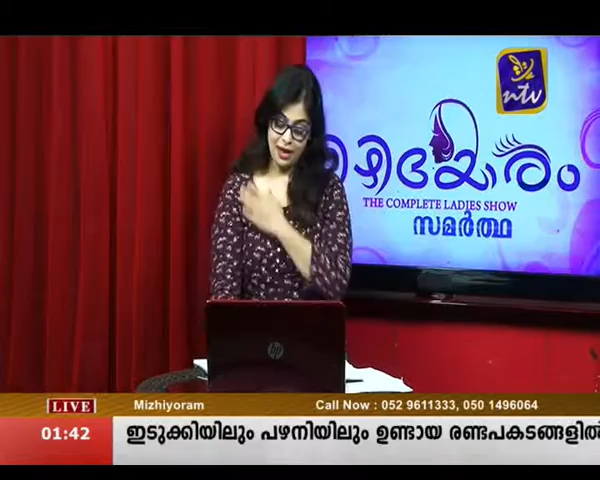 ntv
മിഴിയോരം
THE COMPLETE LADIES SHOW
സമർത്ഥ
hp
LIVE
Mizhiyoram
Call Now : 052 9611333, 050 1496064
01:42
ഇടുക്കിയിലും പഴനിയിലും ഉണ്ടായ രണ്ടപകടങ്ങളിൽ